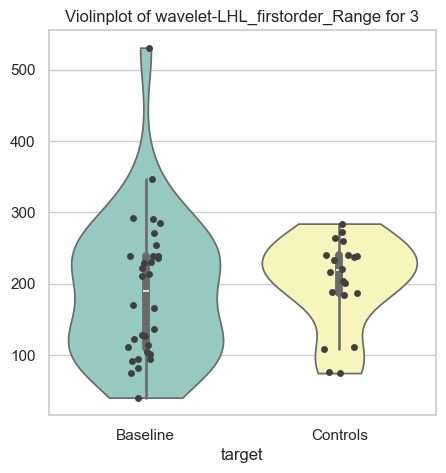 Violinplot of wavelet-LHL_firstorder_Range for 3
500
400
300
200
100
Baseline
Controls
target